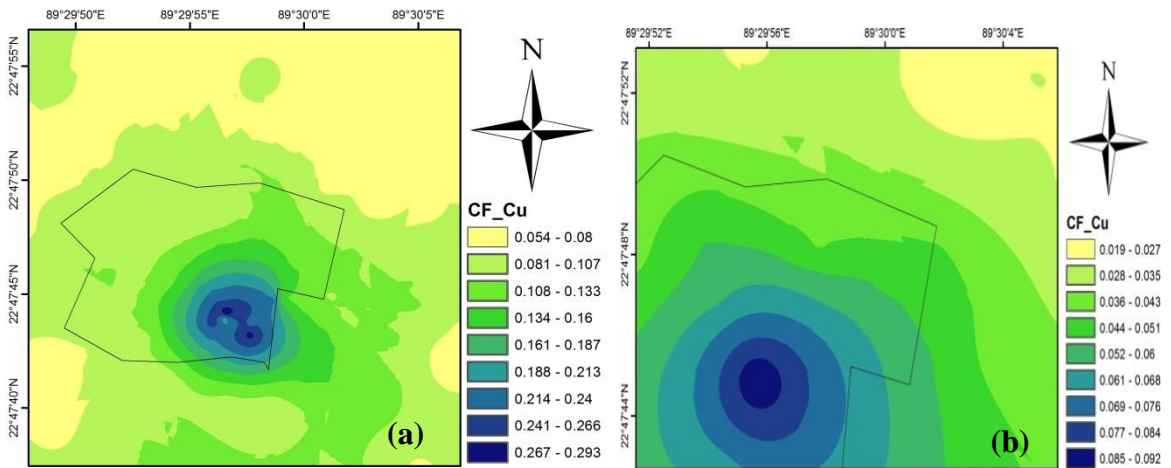 89°29'50"E 89°29'55"E 89°30'0"E 89°30'5"E
22°47'55"N
22°47'50"N
22°47'45"N
22°47'40"N
N
CF_Cu
0.054 - 0.08
0.081 - 0.107
0.108 - 0.133
0.134 - 0.16
0.161 - 0.187
0.188 - 0.213
0.214 - 0.24
0.241 - 0.266
0.267 - 0.293
(a)
89°29'52"E 89°29'56"E 89°30'0"E 89°30'4"E
22°47'52"N
22°47'48"N
22°47'44"N
N
CF_Cu
0.019 - 0.027
0.028 - 0.035
0.036 - 0.043
0.044 - 0.051
0.052 - 0.06
0.061 - 0.068
0.069 - 0.076
0.077 - 0.084
0.085 - 0.092
(b)